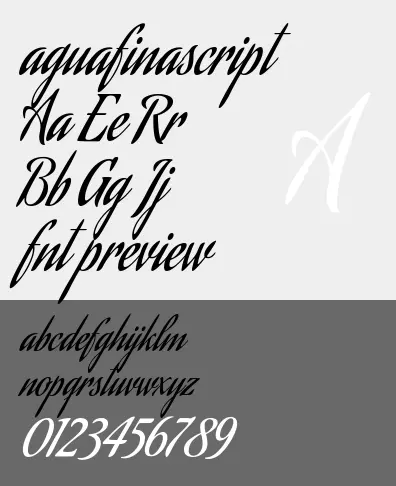 aguafinascript
Aa Ee Rr
A
Bb Gg Jj
fnt preview
abcdefghijklm
nopqrstuvwxyz
0123456789